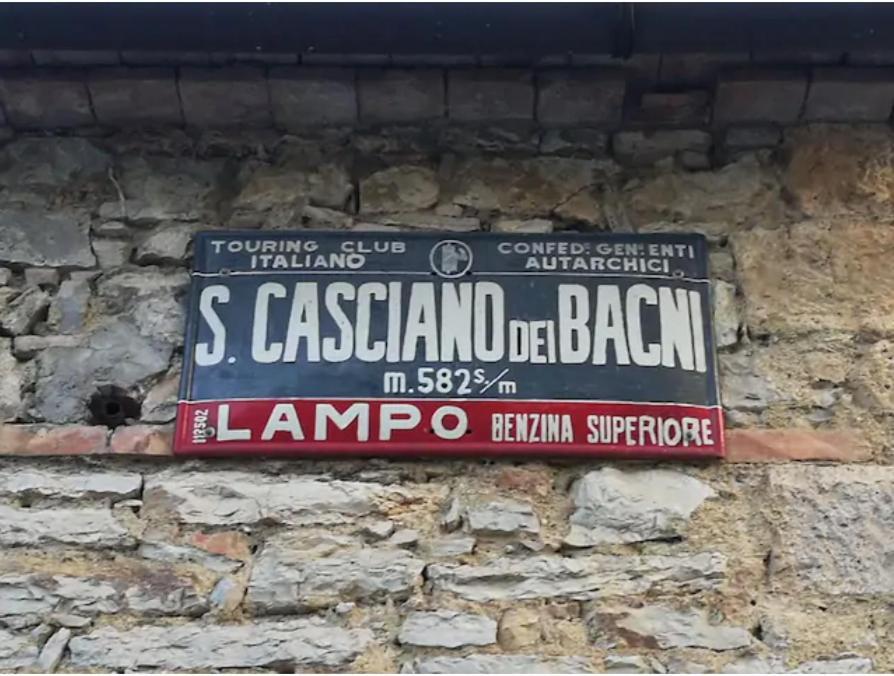 TOURING CLUB
ITALIANO
CONFED. GEN. ENTI
AUTARCHICI
S. CASCIANO DEI BAGNI
m.582 s./m
LAMPO BENZINA SUPERIORE